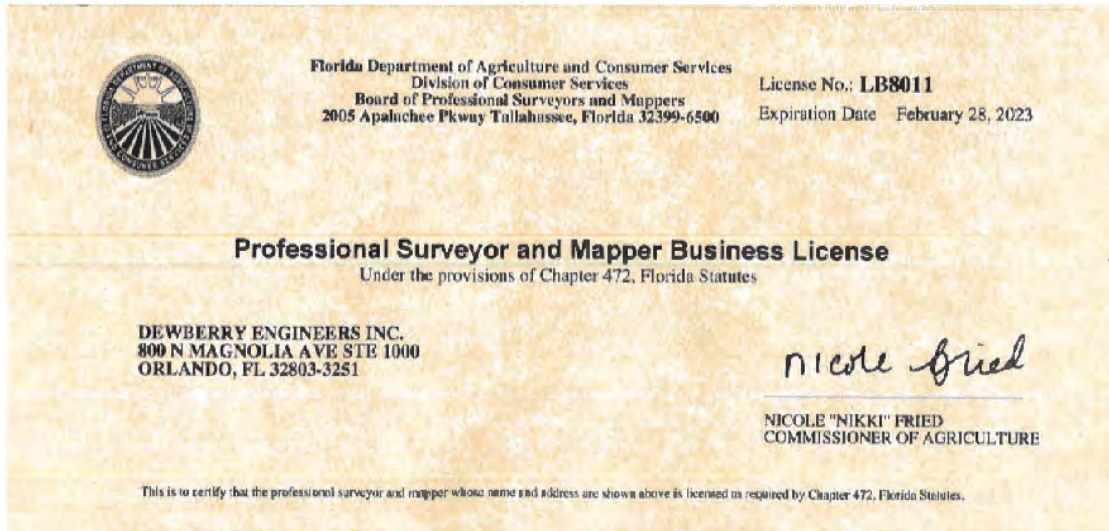 Florida Department of Agriculture and Consumer Services
Division of Consumer Services
Board of Professional Surveyors and Mappers
2005 Apalachee Pkway Tallahassee, Florida 32399-6500
License No.: LB8011
Expiration Date February 28, 2023
Professional Surveyor and Mapper Business License
Under the provisions of Chapter 472, Florida Statutes
DEWBERRY ENGINEERS INC.
800 N MAGNOLIA AVE STE 1000
ORLANDO, FL 32803-3251
nicole fried
NICOLE "NIKKI" FRIED
COMMISSIONER OF AGRICULTURE
This is to certify that the professional surveyor and mapper whose name and address are shown above is licensed as required by Chapter 472, Florida Statutes.